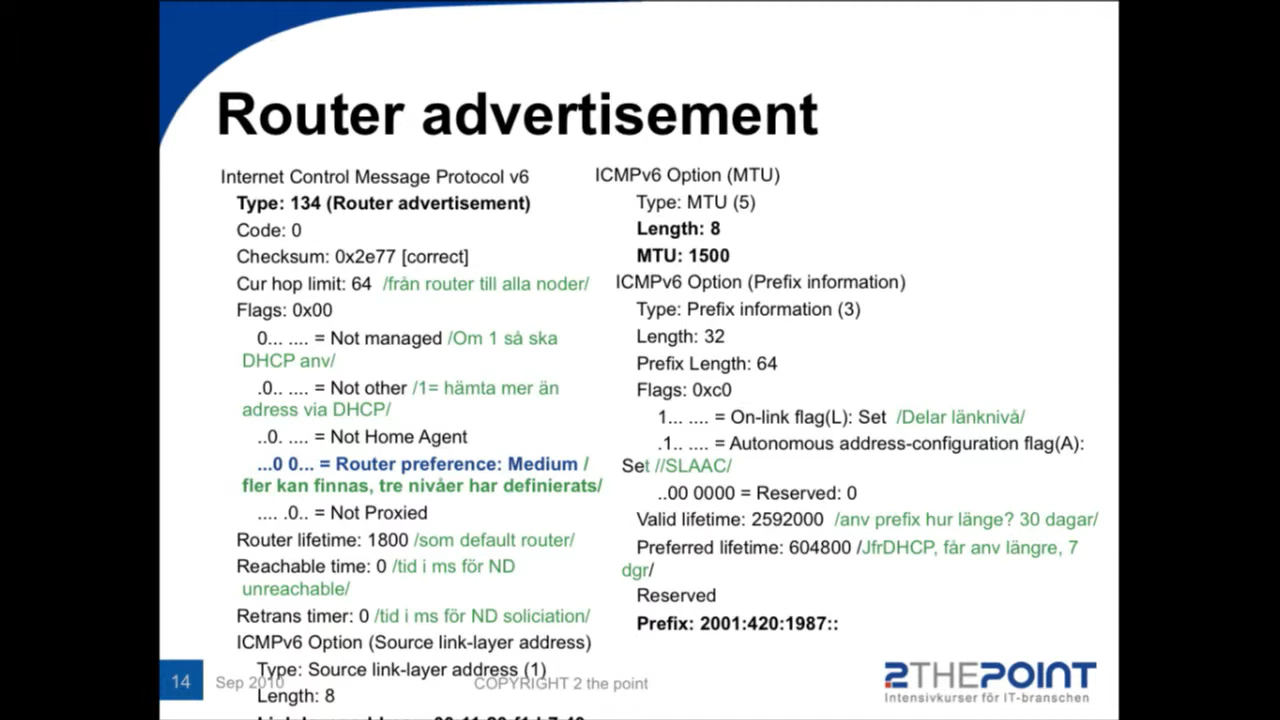 Router advertisement
Internet Control Message Protocol v6
Type: 134 (Router advertisement)
Code: 0
Checksum: 0x2e77 [correct]
Cur hop limit: 64 /från router till alla noder/
Flags: 0x00
0... .... = Not managed /Om 1 så ska
DHCP anv/
.0.. .... = Not other /1= hämta mer än
adress via DHCP/
..0. .... = Not Home Agent
...0 0... = Router preference: Medium /
fler kan finnas, tre nivåer har definierats/
.... .0.. = Not Proxied
Router lifetime: 1800 /som default router/
Reachable time: 0 /tid i ms för ND
unreachable/
Retrans timer: 0 /tid i ms för ND soliciation/
ICMPv6 Option (Source link-layer address)
Type: Source link-layer address (1)
Length: 8
ICMPv6 Option (MTU)
Type: MTU (5)
Length: 8
MTU: 1500
ICMPv6 Option (Prefix information)
Type: Prefix information (3)
Length: 32
Prefix Length: 64
Flags: 0xc0
1... .... = On-link flag(L): Set /Delar länknivå/
.1.. .... = Autonomous address-configuration flag(A):
Set //SLAAC/
..00 0000 = Reserved: 0
Valid lifetime: 2592000 /anv prefix hur länge? 30 dagar/
Preferred lifetime: 604800 /JfrDHCP, får anv längre, 7
dgr/
Reserved
Prefix: 2001:420:1987::
14
Sep 2010
COPYRIGHT 2 the point
2THEPOINT
Intensivkurser för IT-branschen